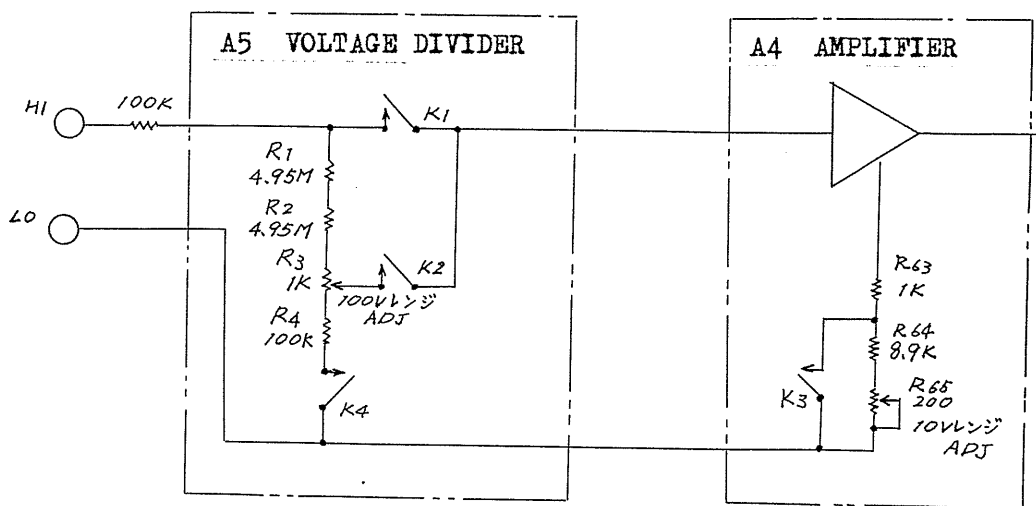 A5 VOLTAGE DIVIDER
A4 AMPLIFIER
HI
100K
K1
R1
4.95M
LO
R2
4.95M
R3
1K
K2
100Vレンジ
ADJ
R4
100K
K4
R63
1K
R64
8.9K
K3
R65
200
10Vレンジ
ADJ